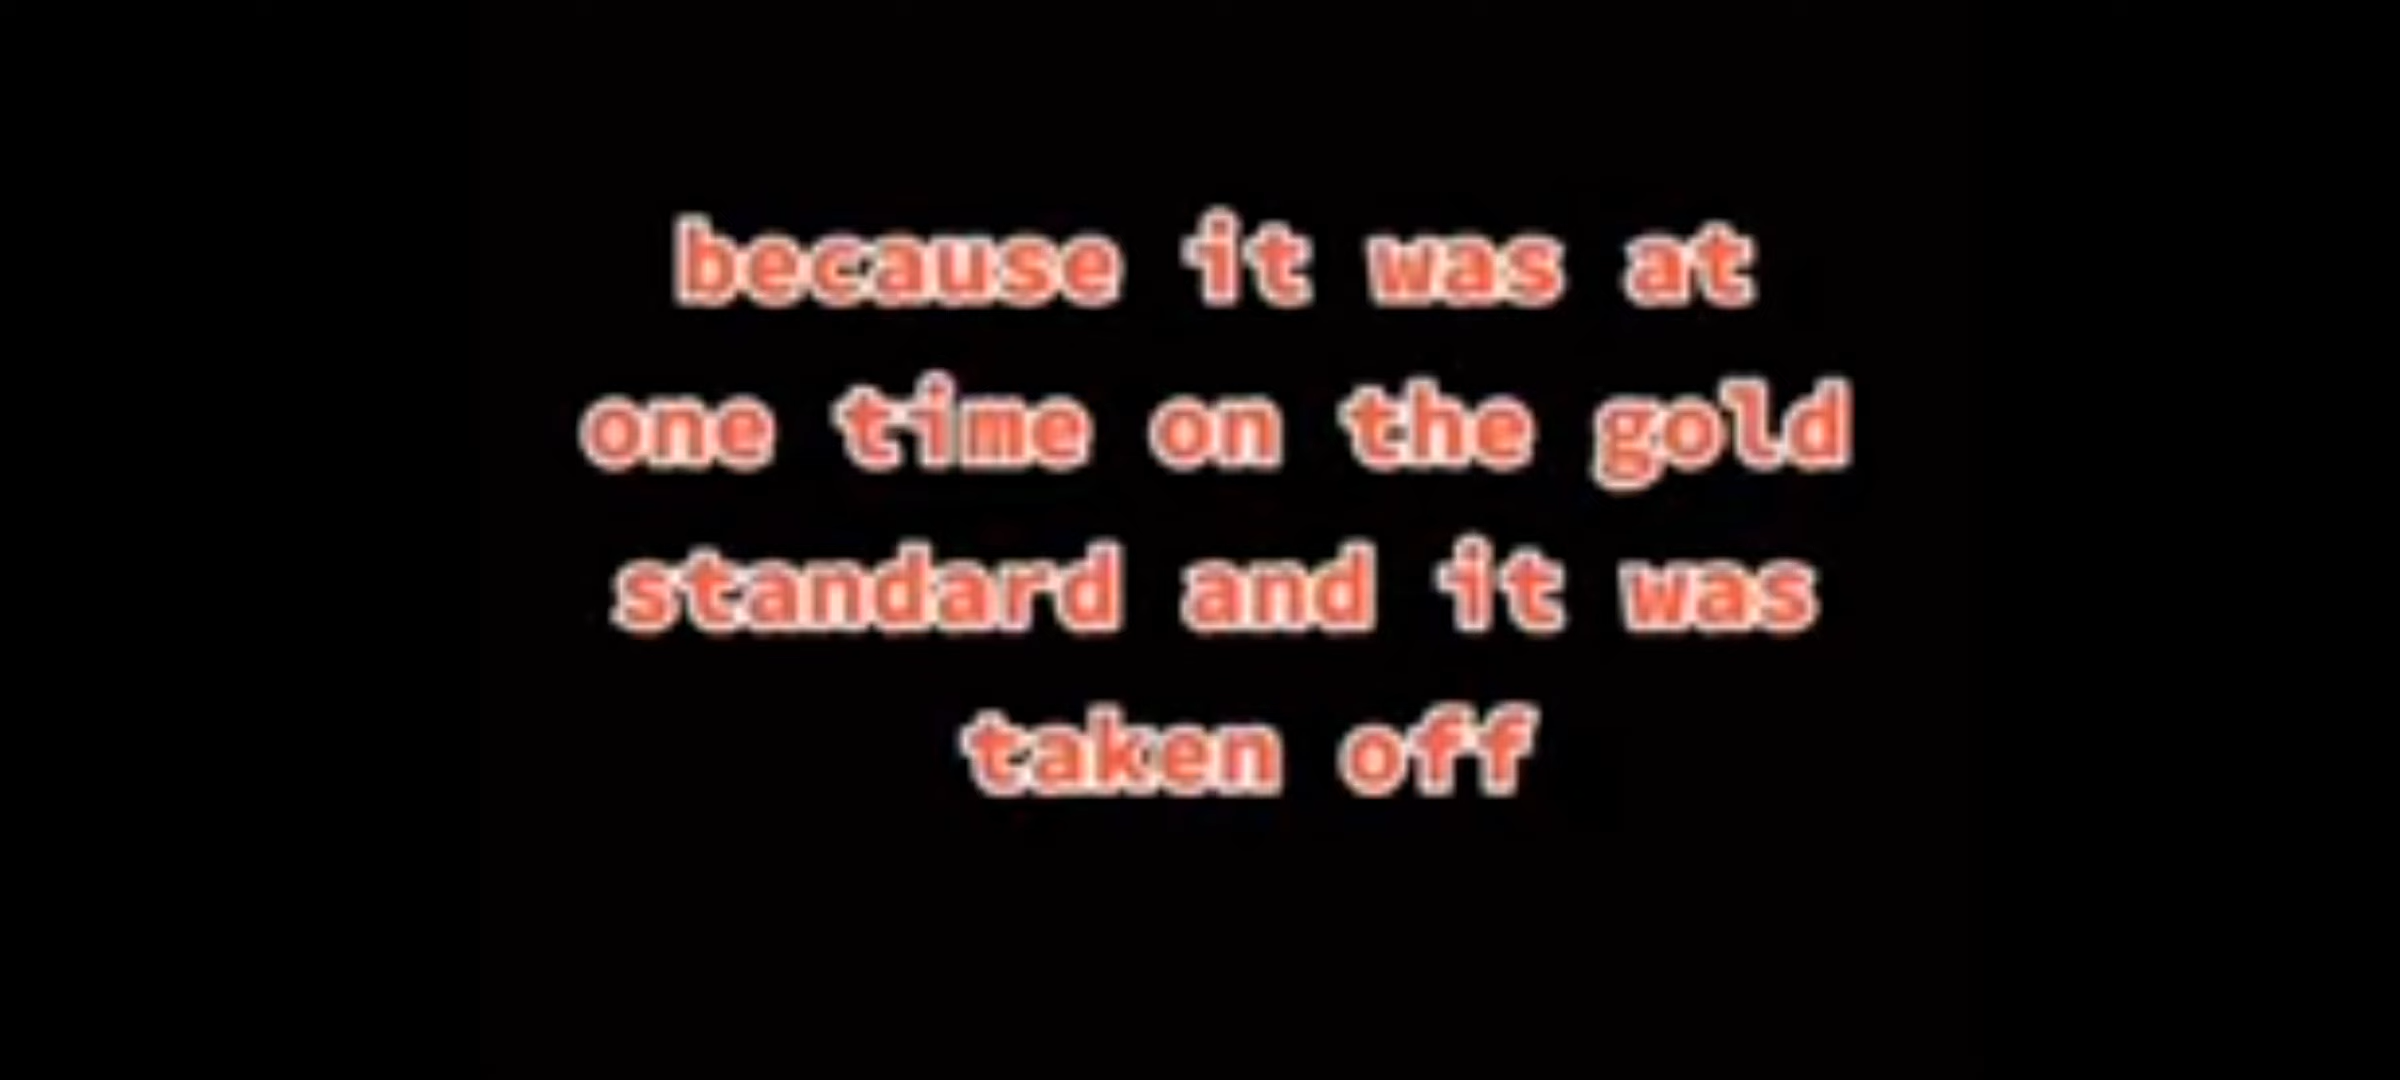 because it was at
one time on the gold
standard and it was
taken off